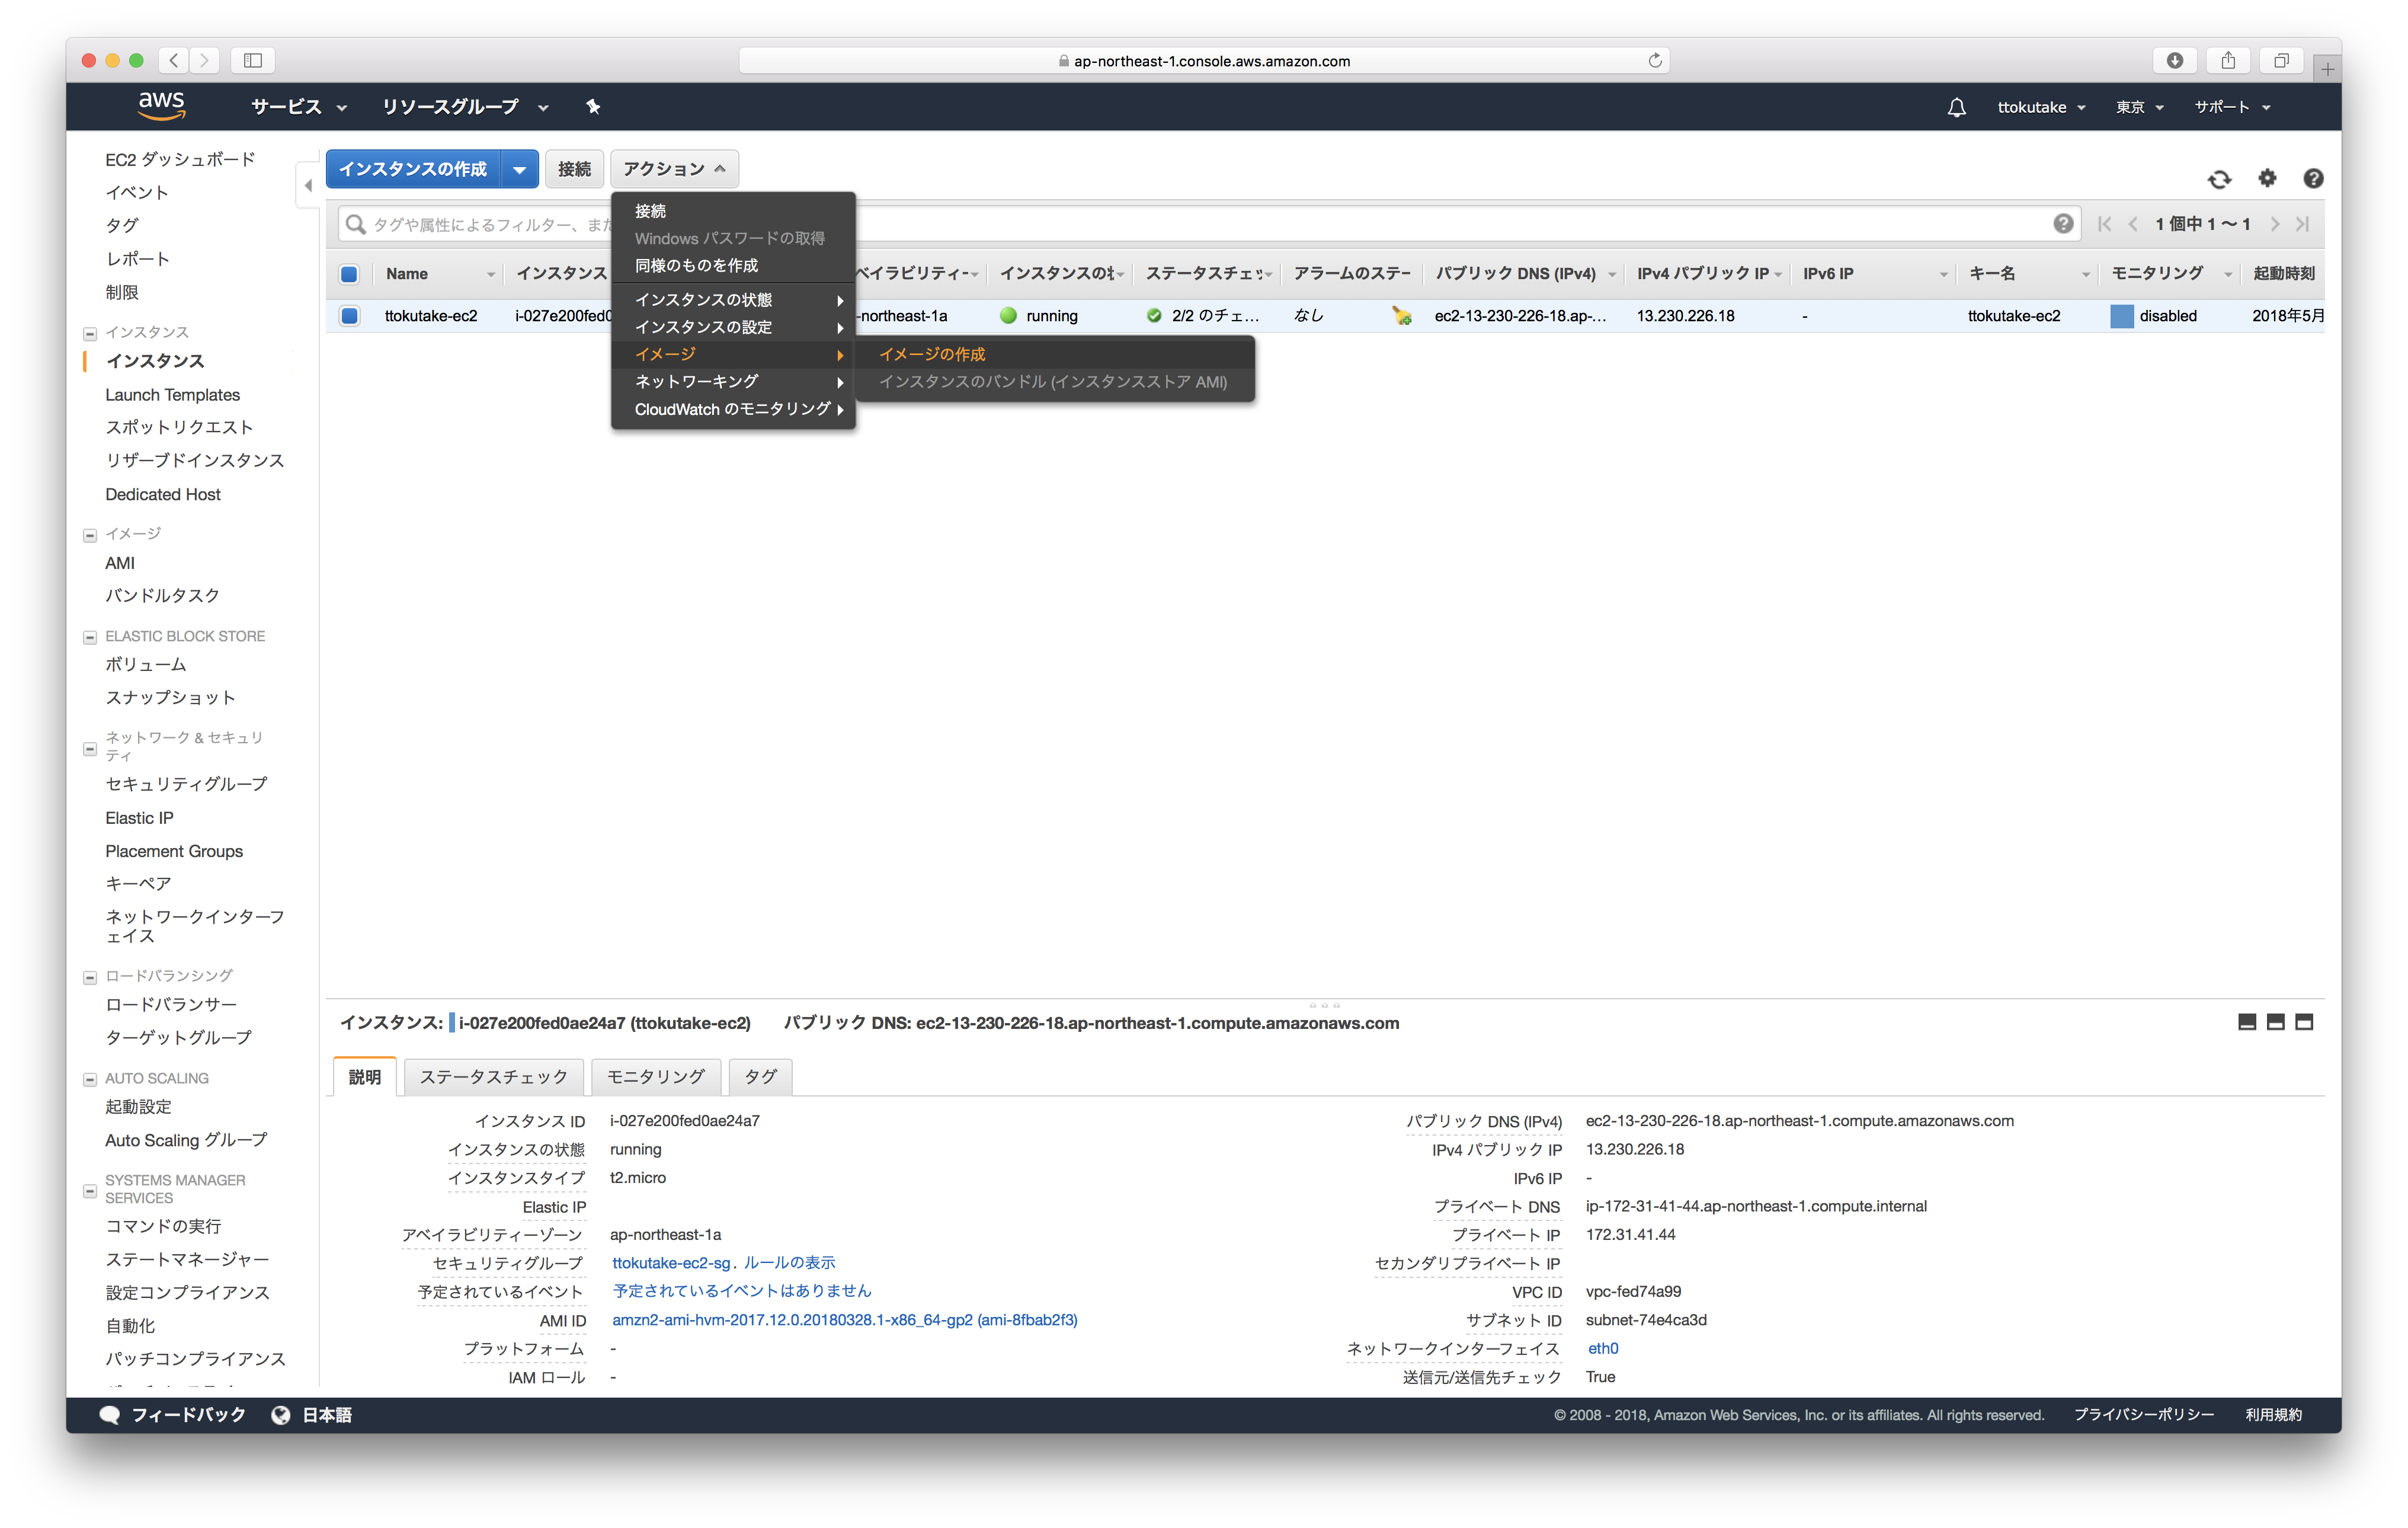 ap-northeast-1.console.aws.amazon.com
aws サービス リソースグループ ttokutake 東京 サポート
EC2 ダッシュボード
イベント
タグ
レポート
制限
インスタンス
インスタンス
Launch Templates
スポットリクエスト
リザーブドインスタンス
Dedicated Host
イメージ
AMI
バンドルタスク
ELASTIC BLOCK STORE
ボリューム
スナップショット
ネットワーク & セキュリ
ティ
セキュリティグループ
Elastic IP
Placement Groups
キーペア
ネットワークインターフ
ェイス
ロードバランシング
ロードバランサー
ターゲットグループ
AUTO SCALING
起動設定
Auto Scaling グループ
SYSTEMS MANAGER
SERVICES
コマンドの実行
ステートマネージャー
設定コンプライアンス
自動化
パッチコンプライアンス
インスタンスの作成 接続 アクション
タグや属性によるフィルター、また
1 個中 1 ～ 1
接続
Windows パスワードの取得
同様のものを作成
インスタンスの状態
インスタンスの設定
イメージ
ネットワーキング
CloudWatch のモニタリング
イメージの作成
インスタンスのバンドル (インスタンスストア AMI)
Name インスタンス ベイラビリティー インスタンスの ステータスチェッ アラームのステー パブリック DNS (IPv4) IPv4 パブリック IP IPv6 IP キー名 モニタリング 起動時刻
ttokutake-ec2 i-027e200fed0 -northeast-1a running 2/2 のチェ... なし ec2-13-230-226-18.ap-... 13.230.226.18 - ttokutake-ec2 disabled 2018年5月
インスタンス: i-027e200fed0ae24a7 (ttokutake-ec2) パブリック DNS: ec2-13-230-226-18.ap-northeast-1.compute.amazonaws.com
説明 ステータスチェック モニタリング タグ
インスタンス ID i-027e200fed0ae24a7
インスタンスの状態 running
インスタンスタイプ t2.micro
Elastic IP
アベイラビリティーゾーン ap-northeast-1a
セキュリティグループ ttokutake-ec2-sg. ルールの表示
予定されているイベント 予定されているイベントはありません
AMI ID amzn2-ami-hvm-2017.12.0.20180328.1-x86_64-gp2 (ami-8fbab2f3)
プラットフォーム -
IAM ロール -
パブリック DNS (IPv4) ec2-13-230-226-18.ap-northeast-1.compute.amazonaws.com
IPv4 パブリック IP 13.230.226.18
IPv6 IP -
プライベート DNS ip-172-31-41-44.ap-northeast-1.compute.internal
プライベート IP 172.31.41.44
セカンダリプライベート IP
VPC ID vpc-fed74a99
サブネット ID subnet-74e4ca3d
ネットワークインターフェイス eth0
送信元/送信先チェック True
フィードバック 日本語 © 2008 - 2018, Amazon Web Services, Inc. or its affiliates. All rights reserved. プライバシーポリシー 利用規約